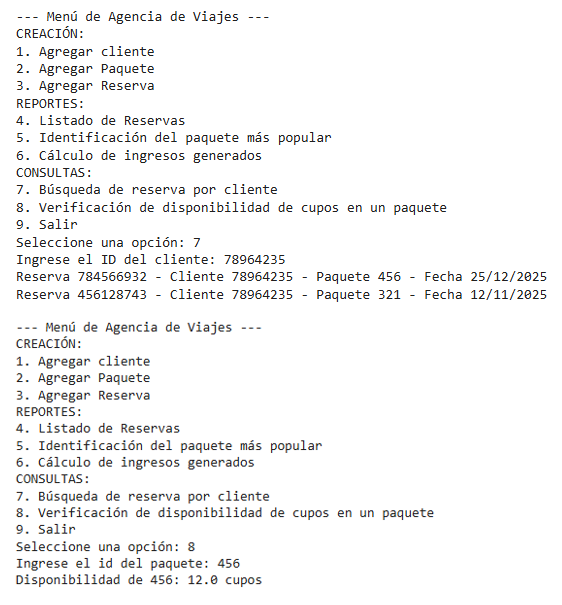 --- Menú de Agencia de Viajes ---
CREACIÓN:
1. Agregar cliente
2. Agregar Paquete
3. Agregar Reserva
REPORTES:
4. Listado de Reservas
5. Identificación del paquete más popular
6. Cálculo de ingresos generados
CONSULTAS:
7. Búsqueda de reserva por cliente
8. Verificación de disponibilidad de cupos en un paquete
9. Salir
Seleccione una opción: 7
Ingrese el ID del cliente: 78964235
Reserva 784566932 - Cliente 78964235 - Paquete 456 - Fecha 25/12/2025
Reserva 456128743 - Cliente 78964235 - Paquete 321 - Fecha 12/11/2025
--- Menú de Agencia de Viajes ---
CREACIÓN:
1. Agregar cliente
2. Agregar Paquete
3. Agregar Reserva
REPORTES:
4. Listado de Reservas
5. Identificación del paquete más popular
6. Cálculo de ingresos generados
CONSULTAS:
7. Búsqueda de reserva por cliente
8. Verificación de disponibilidad de cupos en un paquete
9. Salir
Seleccione una opción: 8
Ingrese el id del paquete: 456
Disponibilidad de 456: 12.0 cupos